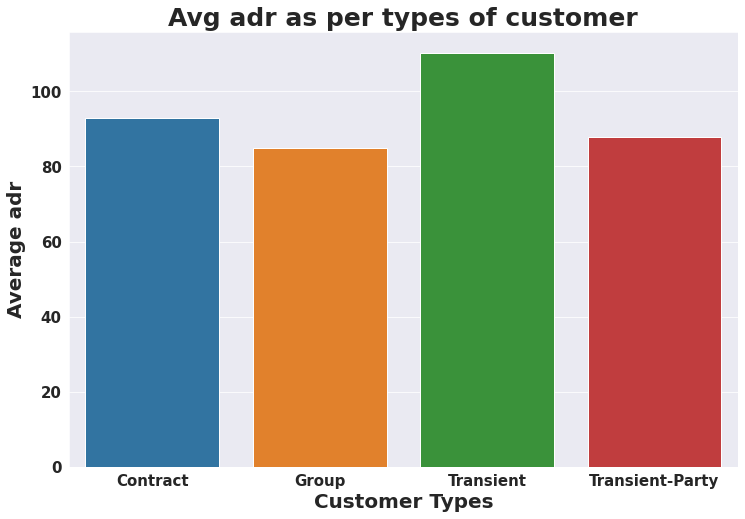 Avg adr as per types of customer
Average adr
100
80
60
40
20
0
Contract Group Transient Transient-Party
Customer Types